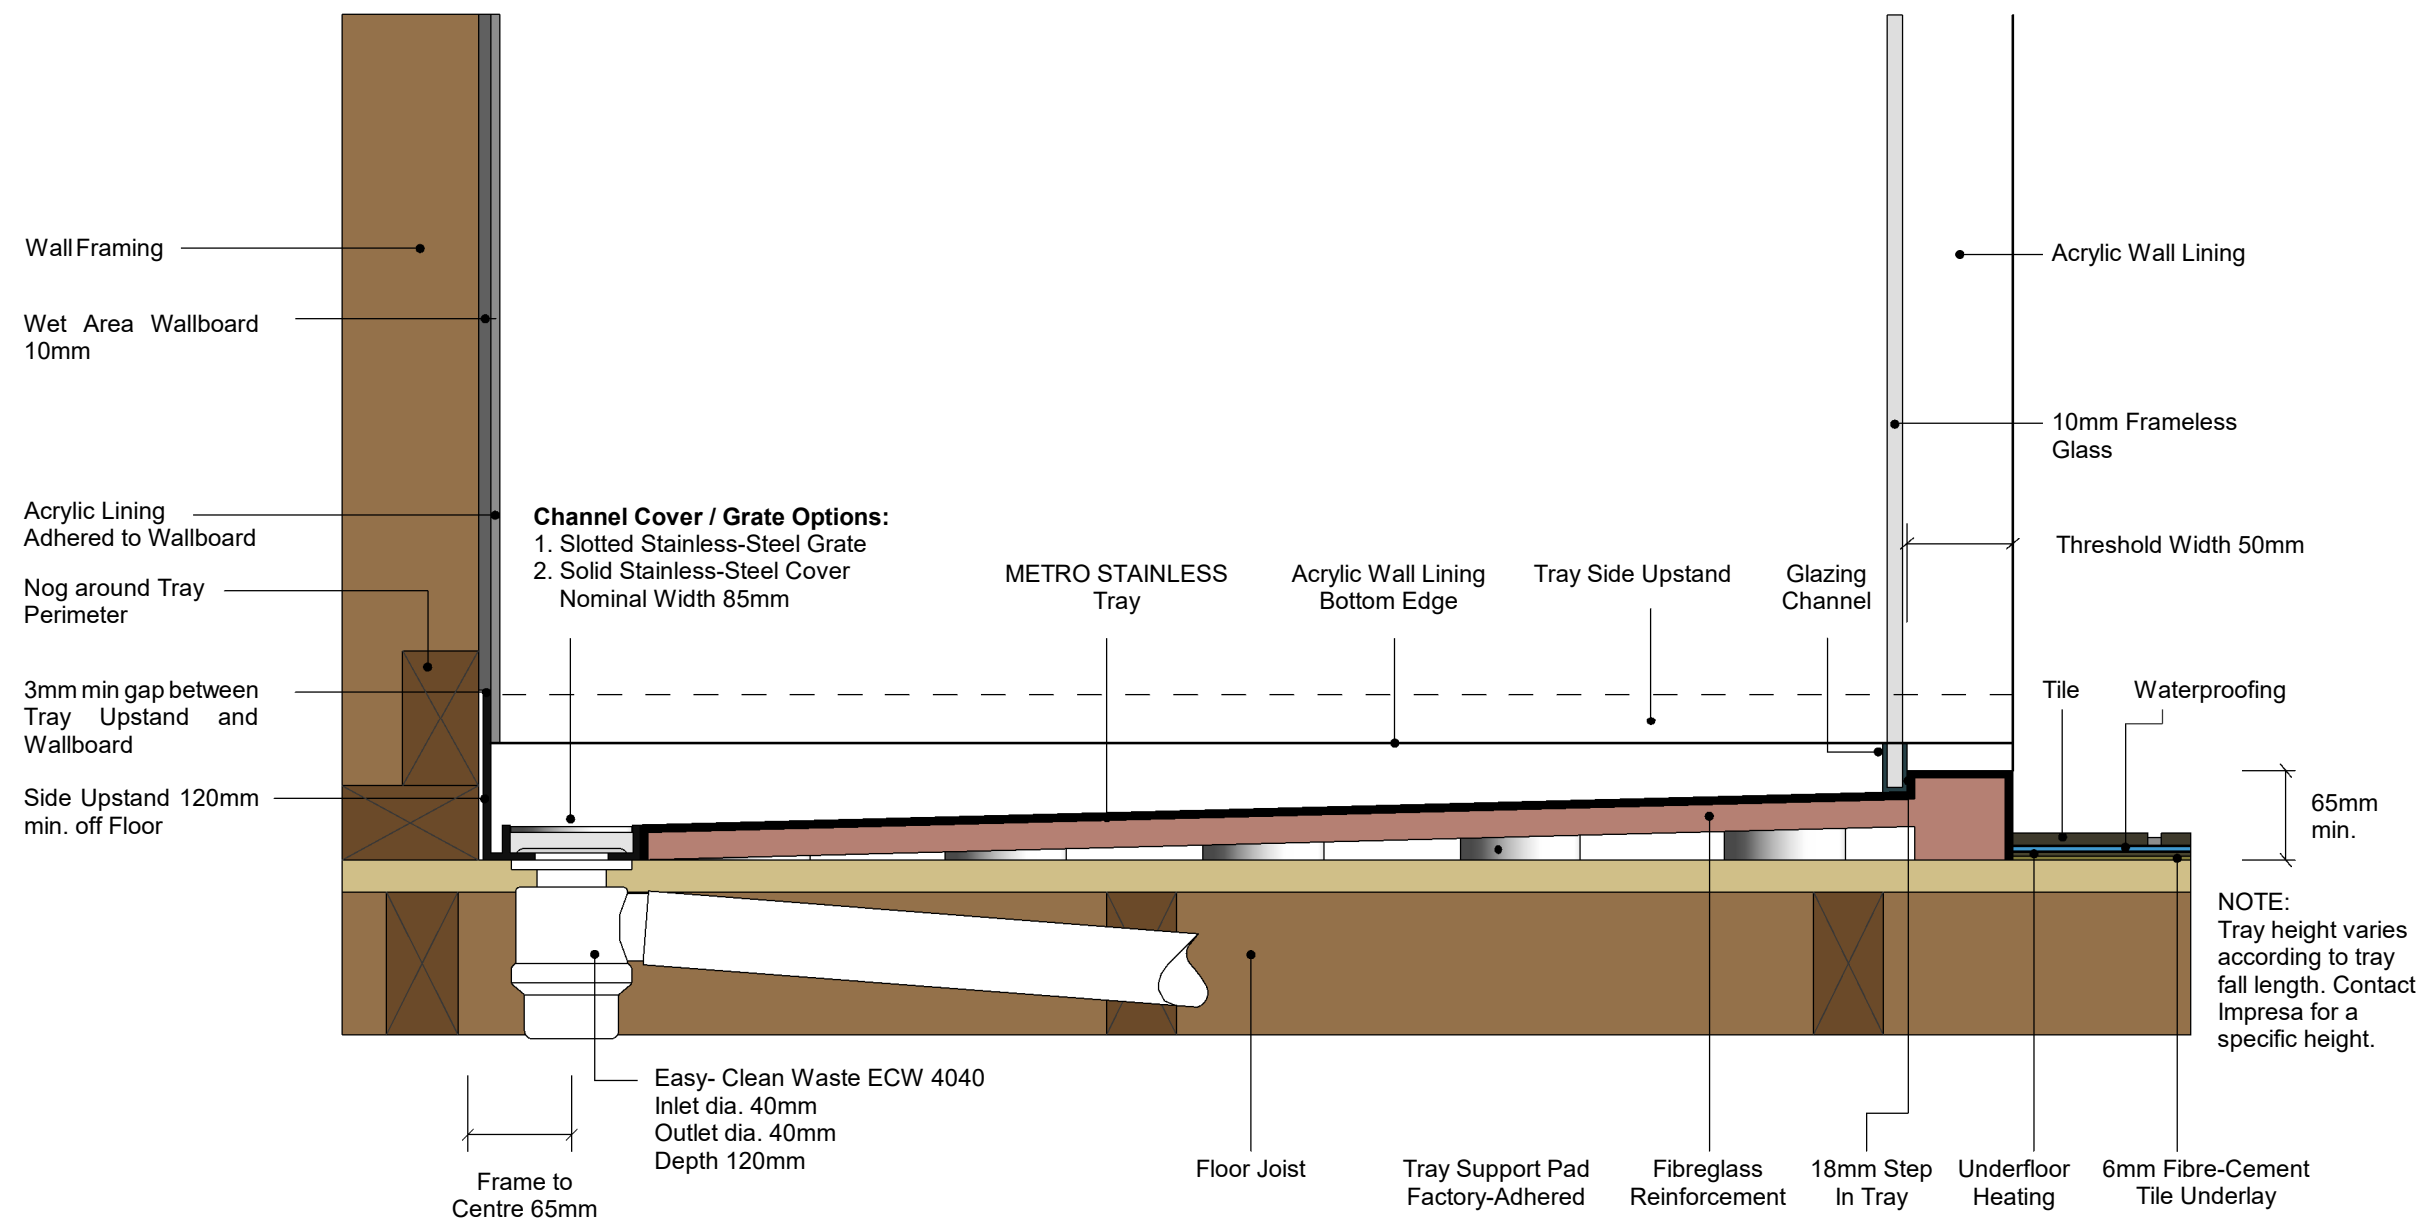 Wall Framing
Wet Area Wallboard
10mm
Acrylic Lining
Adhered to Wallboard
Nog around Tray
Perimeter
3mm min gap between
Tray Upstand and
Wallboard
Side Upstand 120mm
min. off Floor
Channel Cover / Grate Options:
1. Slotted Stainless-Steel Grate
2. Solid Stainless-Steel Cover
Nominal Width 85mm
METRO STAINLESS
Tray
Acrylic Wall Lining
Bottom Edge
Tray Side Upstand
Glazing
Channel
Acrylic Wall Lining
10mm Frameless
Glass
Threshold Width 50mm
Tile
Waterproofing
65mm
min.
NOTE:
Tray height varies
according to tray
fall length. Contact
Impresa for a
specific height.
Easy- Clean Waste ECW 4040
Inlet dia. 40mm
Outlet dia. 40mm
Depth 120mm
Frame to
Centre 65mm
Floor Joist
Tray Support Pad
Factory-Adhered
Fibreglass
Reinforcement
18mm Step
In Tray
Underfloor
Heating
6mm Fibre-Cement
Tile Underlay